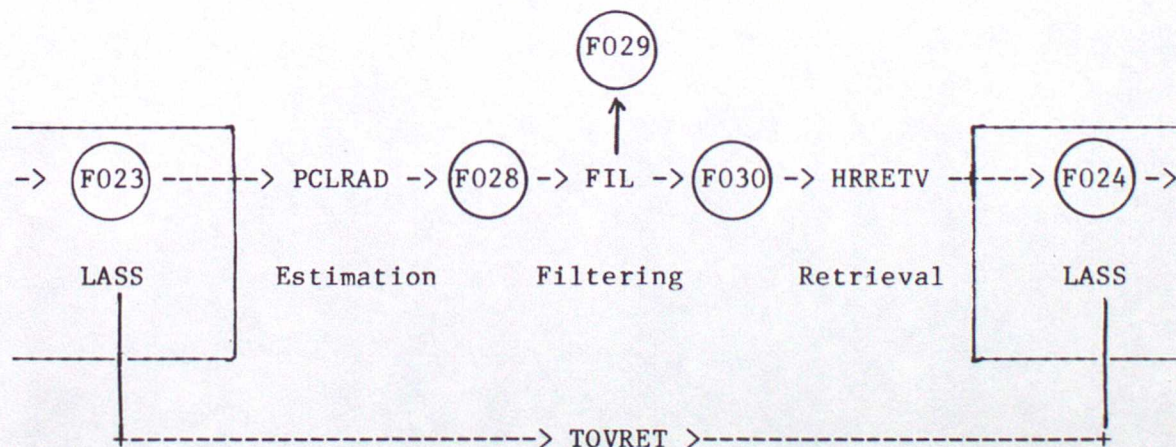 F029
-> F023 ------> PCLRAD -> F028 -> FIL -> F030 -> HRRETV -----> F024 ->
LASS Estimation Filtering Retrieval LASS
-----------------------> TOVRET >-----------------------